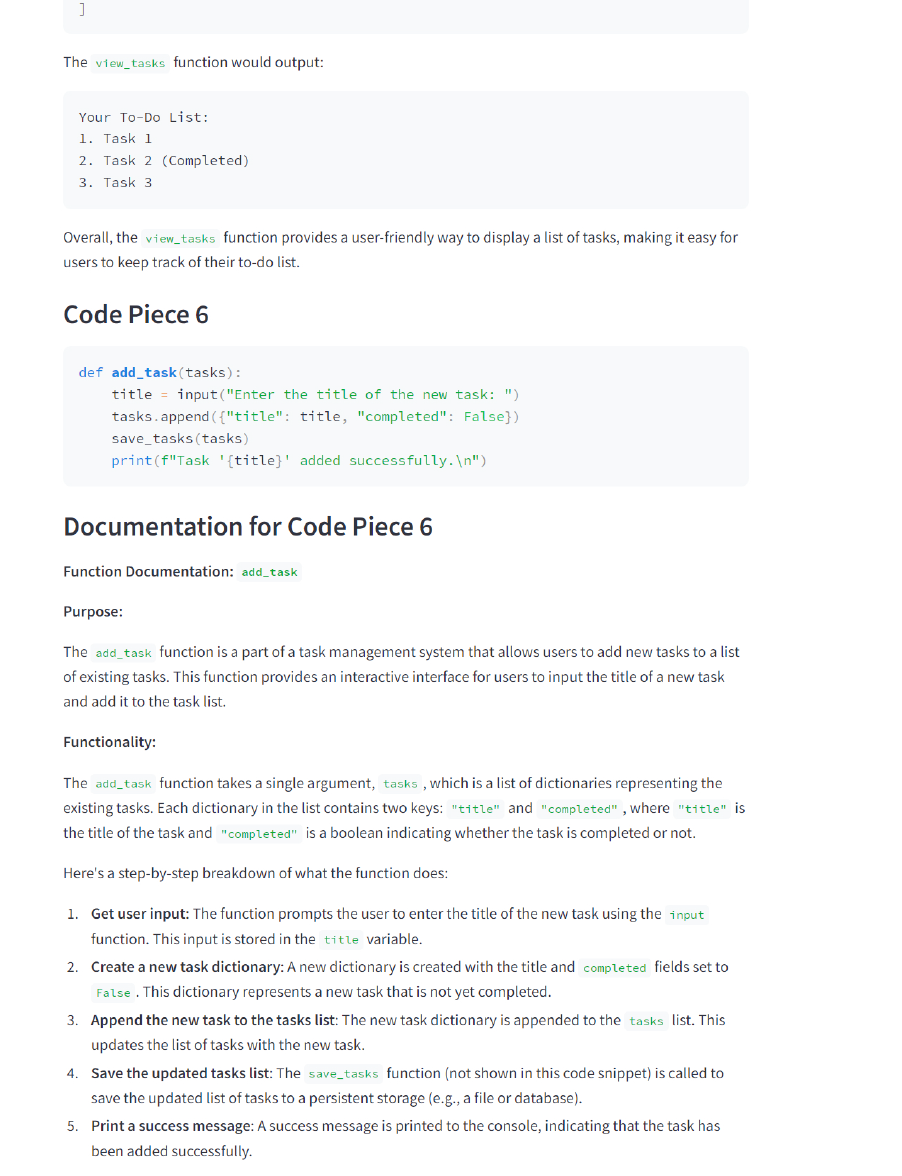 ]
The view_tasks function would output:
Your To-Do List:
1. Task 1
2. Task 2 (Completed)
3. Task 3
Overall, the view_tasks function provides a user-friendly way to display a list of tasks, making it easy for
users to keep track of their to-do list.
Code Piece 6
def add_task(tasks):
    title = input("Enter the title of the new task: ")
    tasks.append({"title": title, "completed": False})
    save_tasks(tasks)
    print(f"Task '{title}' added successfully.\n")
Documentation for Code Piece 6
Function Documentation: add_task
Purpose:
The add_task function is a part of a task management system that allows users to add new tasks to a list
of existing tasks. This function provides an interactive interface for users to input the title of a new task
and add it to the task list.
Functionality:
The add_task function takes a single argument, tasks , which is a list of dictionaries representing the
existing tasks. Each dictionary in the list contains two keys: "title" and "completed" , where "title" is
the title of the task and "completed" is a boolean indicating whether the task is completed or not.
Here's a step-by-step breakdown of what the function does:
1. Get user input: The function prompts the user to enter the title of the new task using the input
function. This input is stored in the title variable.
2. Create a new task dictionary: A new dictionary is created with the title and completed fields set to
False . This dictionary represents a new task that is not yet completed.
3. Append the new task to the tasks list: The new task dictionary is appended to the tasks list. This
updates the list of tasks with the new task.
4. Save the updated tasks list: The save_tasks function (not shown in this code snippet) is called to
save the updated list of tasks to a persistent storage (e.g., a file or database).
5. Print a success message: A success message is printed to the console, indicating that the task has
been added successfully.